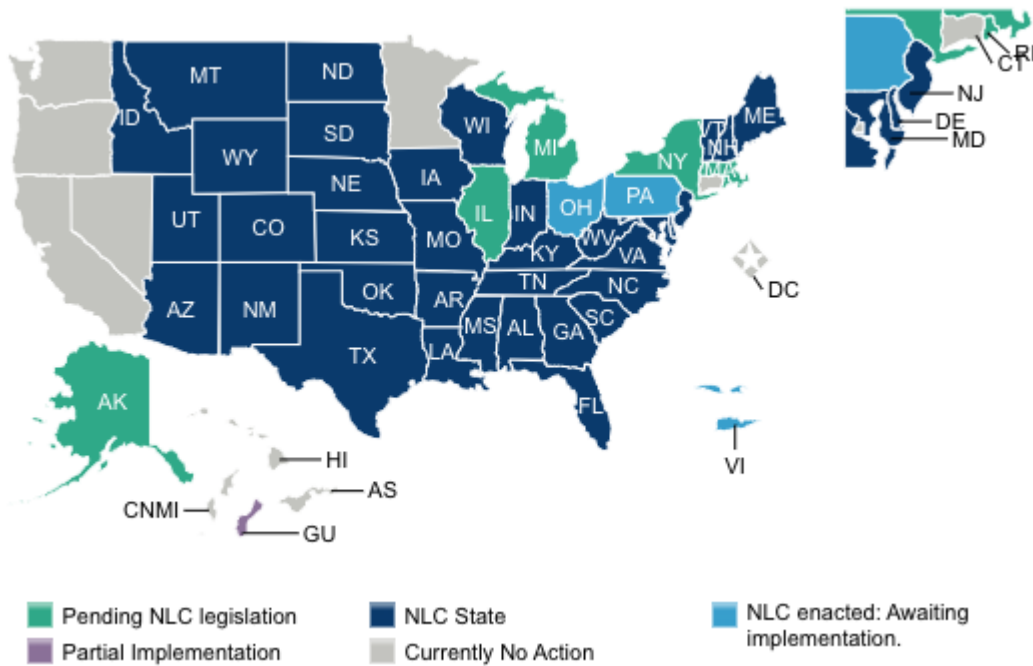 MT
ND
ID
SD
WY
WI
MI
ME
VT
NH
NY
MA
NE
IA
PA
UT
CO
IL
IN
OH
KS
MO
WV
VA
KY
AZ
NM
OK
AR
TN
NC
TX
MS
AL
GA
SC
LA
FL
AK
RI
CT
NJ
DE
MD
DC
VI
HI
AS
CNMI
GU
Pending NLC legislation
NLC State
NLC enacted: Awaiting
implementation.
Partial Implementation
Currently No Action